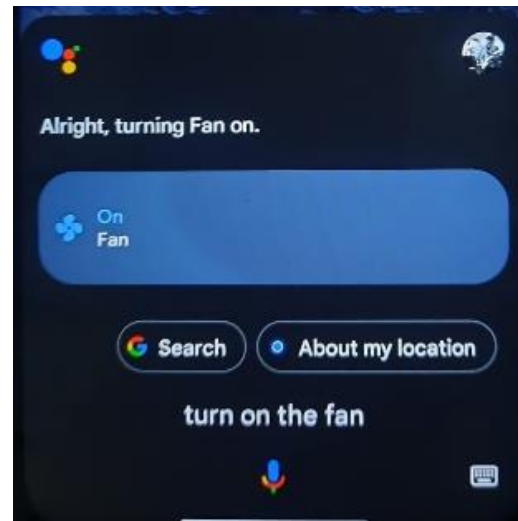 Alright, turning Fan on.
On
Fan
Search
About my location
turn on the fan